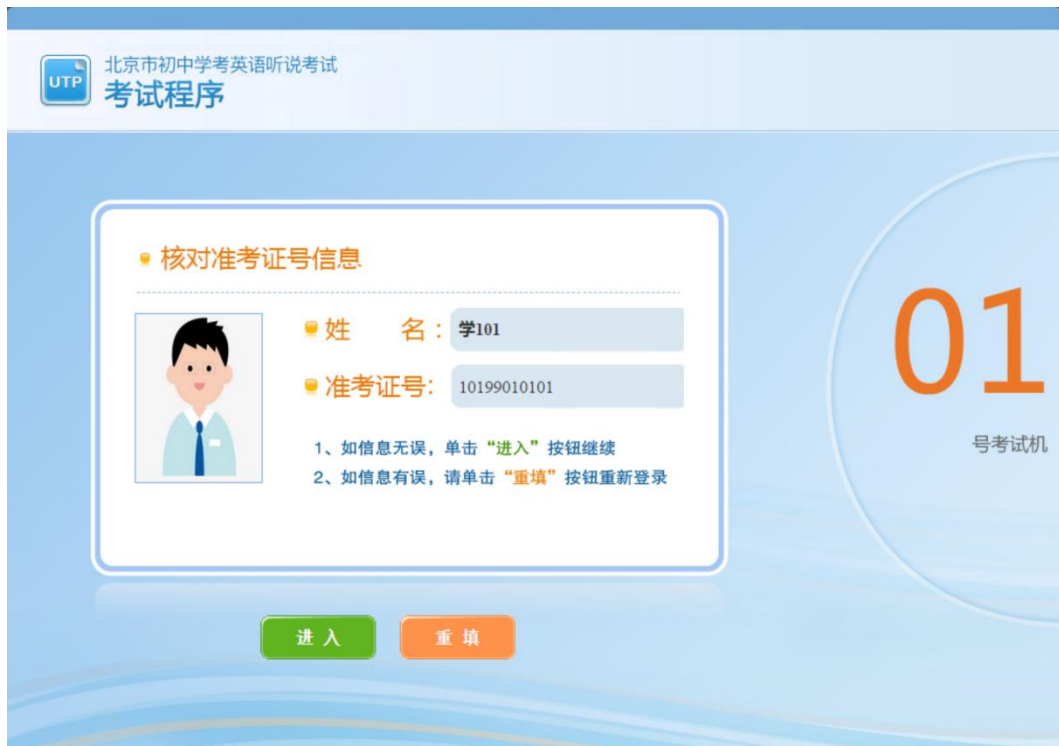 UTP
北京市初中学考英语听说考试
考试程序
核对准考证号信息
姓 名：学101
准考证号：10199010101
1、如信息无误，单击“进入”按钮继续
2、如信息有误，请单击“重填”按钮重新登录
进 入
重 填
01
号考试机